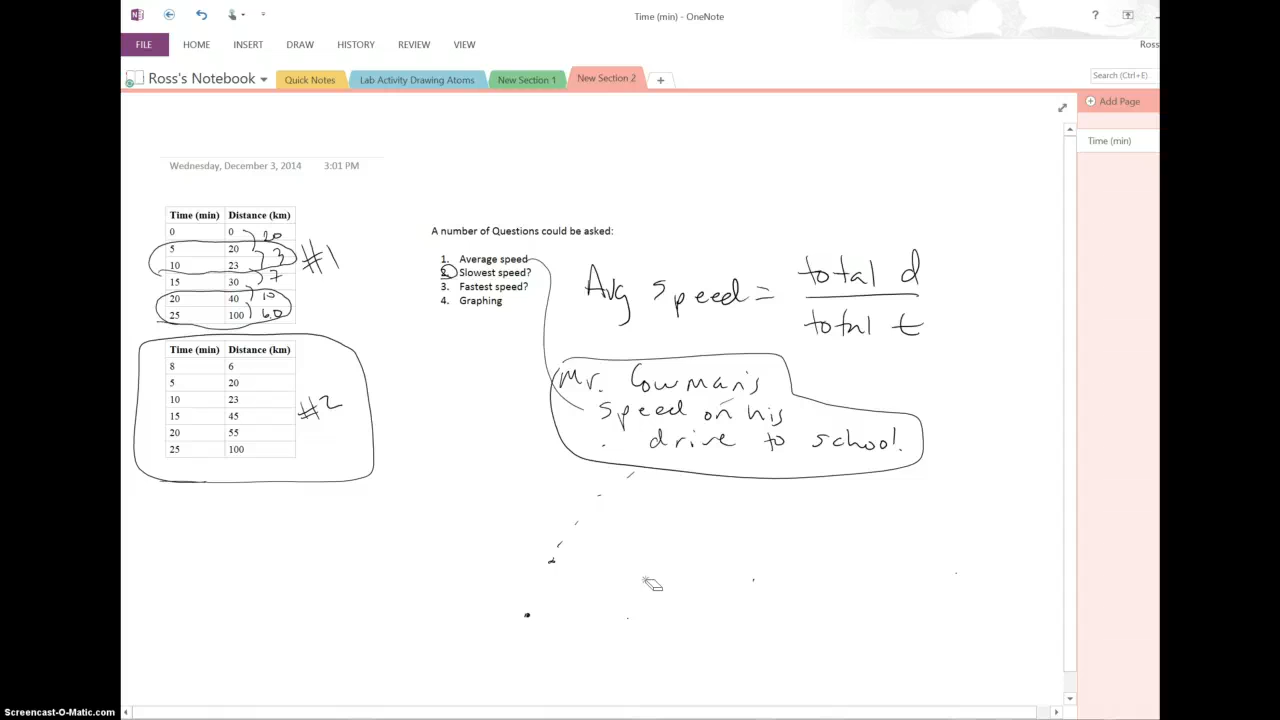 Time (min) - OneNote
?
FILE HOME INSERT DRAW HISTORY REVIEW VIEW
Ross
Ross's Notebook Quick Notes Lab Activity Drawing Atoms New Section 1 New Section 2 +
Search (Ctrl+E)
Add Page
Time (min)
Wednesday, December 3, 2014 3:01 PM
Time (min) Distance (km)
0 0
5 20
10 23
15 30
20 40
25 100
20
3
7
10
60
#1
Time (min) Distance (km)
8 6
5 20
10 23
15 45
20 55
25 100
#2
A number of Questions could be asked:
1. Average speed
2. Slowest speed?
3. Fastest speed?
4. Graphing
Avg speed = total d
total t
Mr. Cowman's
speed on his
drive to school.
Screencast-O-Matic.com